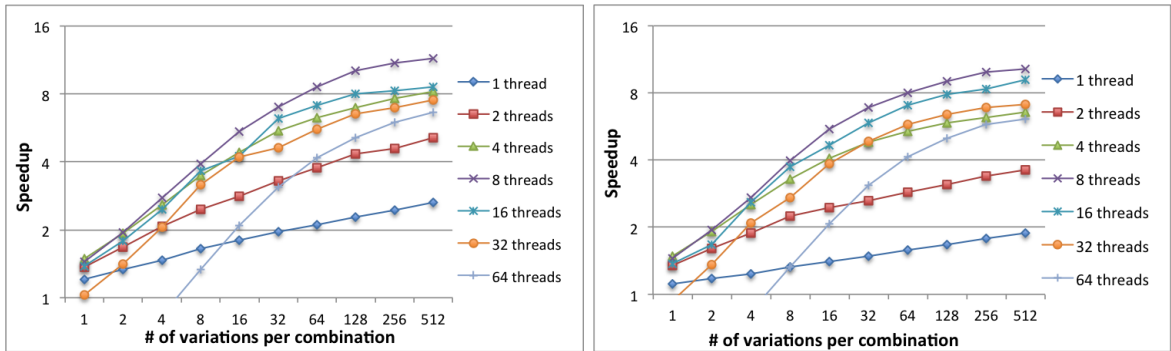 16
8
4
2
1
Speedup
1 2 4 8 16 32 64 128 256 512
# of variations per combination
1 thread
2 threads
4 threads
8 threads
16 threads
32 threads
64 threads
16
8
4
2
1
Speedup
1 2 4 8 16 32 64 128 256 512
# of variations per combination
1 thread
2 threads
4 threads
8 threads
16 threads
32 threads
64 threads